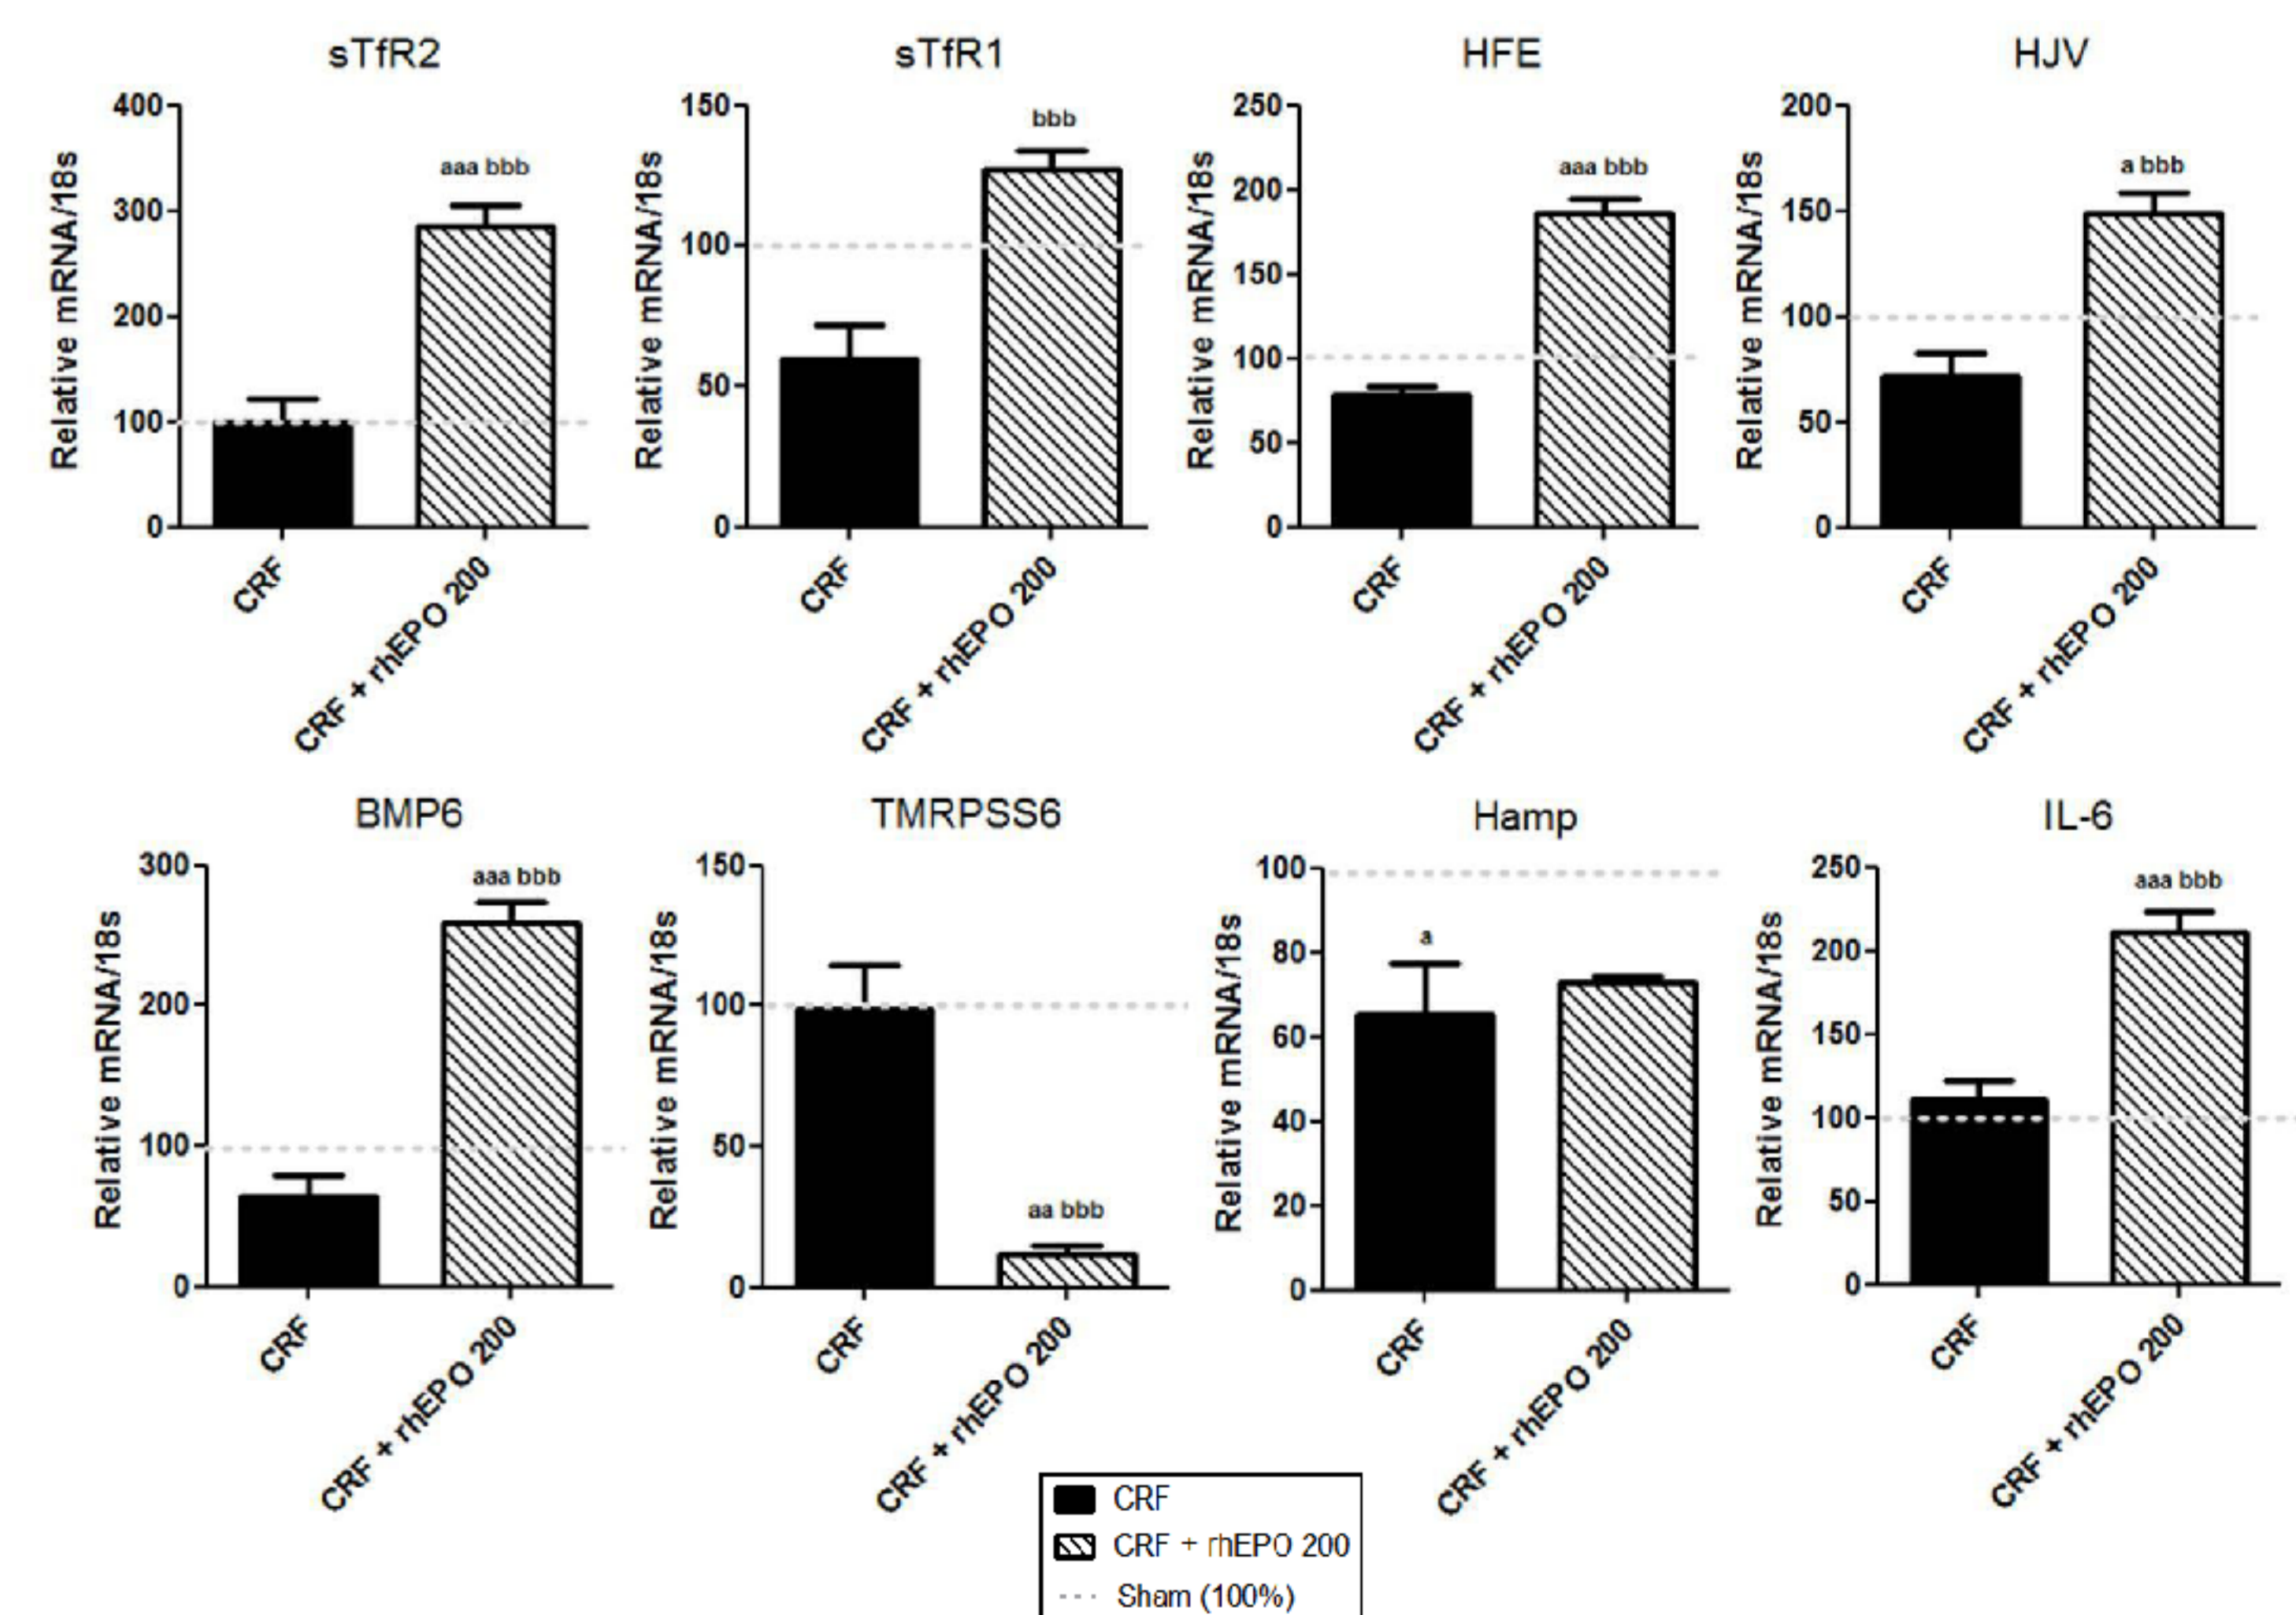 sTfR2
sTfR1
HFE
HJV
Relative mRNA/18s
400
300
200
100
0
aaa bbb
CRF
CRF + rhEPO 200
Relative mRNA/18s
150
100
50
0
bbb
CRF
CRF + rhEPO 200
Relative mRNA/18s
250
200
150
100
50
0
aaa bbb
CRF
CRF + rhEPO 200
Relative mRNA/18s
200
150
100
50
0
a bbb
CRF
CRF + rhEPO 200
BMP6
TMRPSS6
Hamp
IL-6
Relative mRNA/18s
300
200
100
0
aaa bbb
CRF
CRF + rhEPO 200
Relative mRNA/18s
150
100
50
0
aa bbb
CRF
CRF + rhEPO 200
Relative mRNA/18s
100
80
60
40
20
0
a
CRF
CRF + rhEPO 200
Relative mRNA/18s
250
200
150
100
50
0
aaa bbb
CRF
CRF + rhEPO 200
CRF
CRF + rhEPO 200
Sham (100%)